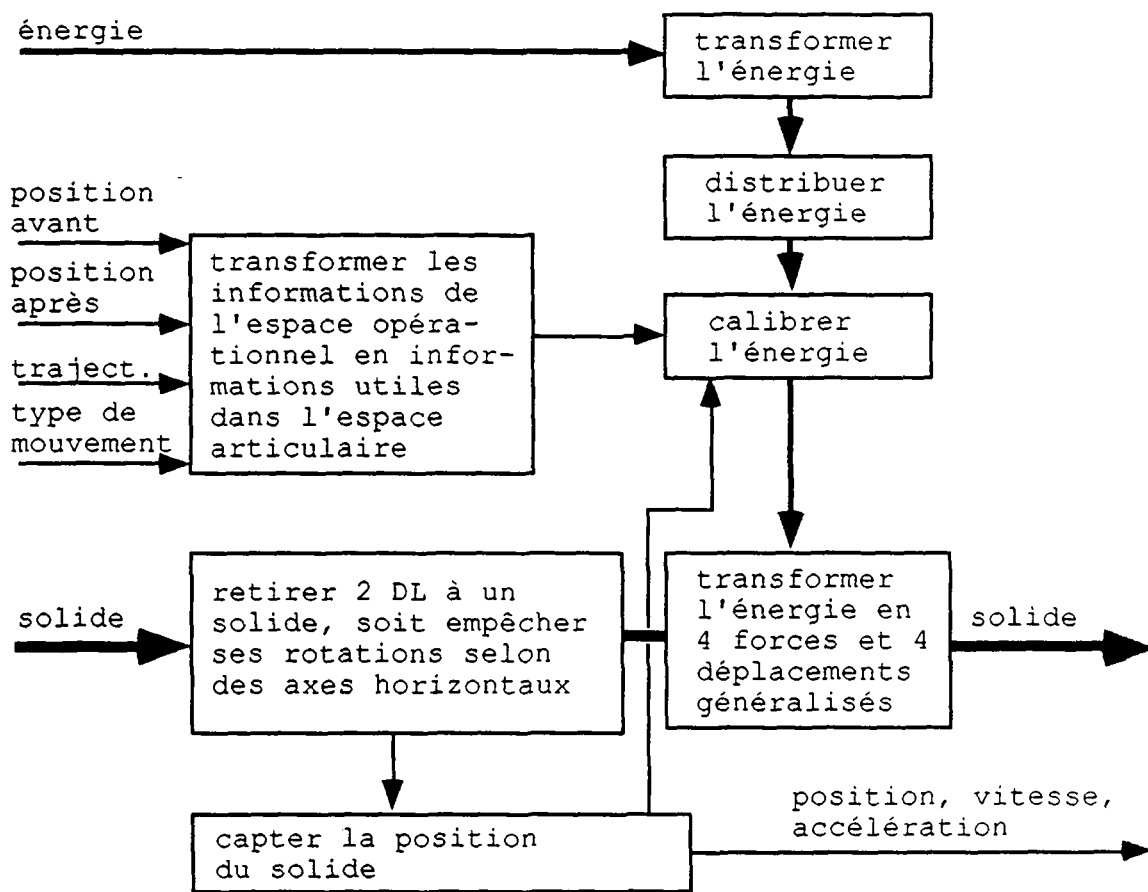 énergie
transformer
l'énergie
distribuer
l'énergie
position
avant
position
après
traject.
type de
mouvement
transformer les
informations de
l'espace opéra-
tionnel en infor-
mations utiles
dans l'espace
articulaire
calibrer
l'énergie
solide
retirer 2 DL à un
solide, soit empêcher
ses rotations selon
des axes horizontaux
transformer
l'énergie en
4 forces et 4
déplacements
généralisés
solide
capter la position
du solide
position, vitesse,
accélération